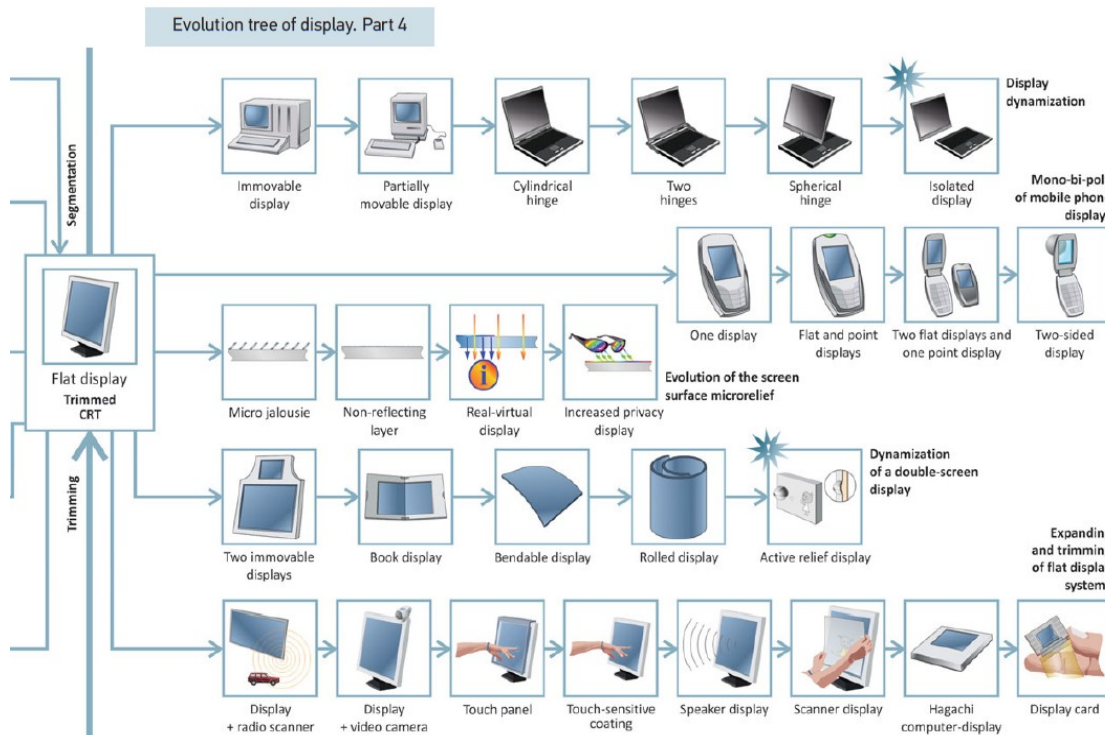 Evolution tree of display. Part 4
Display
dynamization
Segmentation
Immovable
display
Partially
movable display
Cylindrical
hinge
Two
hinges
Spherical
hinge
Isolated
display
Mono-bi-pol
of mobile phon
display
One display
Flat and point
displays
Two flat displays and
one point display
Two-sided
display
Flat display
Trimmed
CRT
i
Micro jalousie
Non-reflecting
layer
Real-virtual
display
Increased privacy
display
Evolution of the screen
surface microrelief
Trimming
Dynamization
of a double-screen
display
Two immovable
displays
Book display
Bendable display
Rolled display
Active relief display
Expandin
and trimmin
of flat displa
system
Display
+ radio scanner
Display
+ video camera
Touch panel
Touch-sensitive
coating
Speaker display
Scanner display
Hagachi
computer-display
Display card